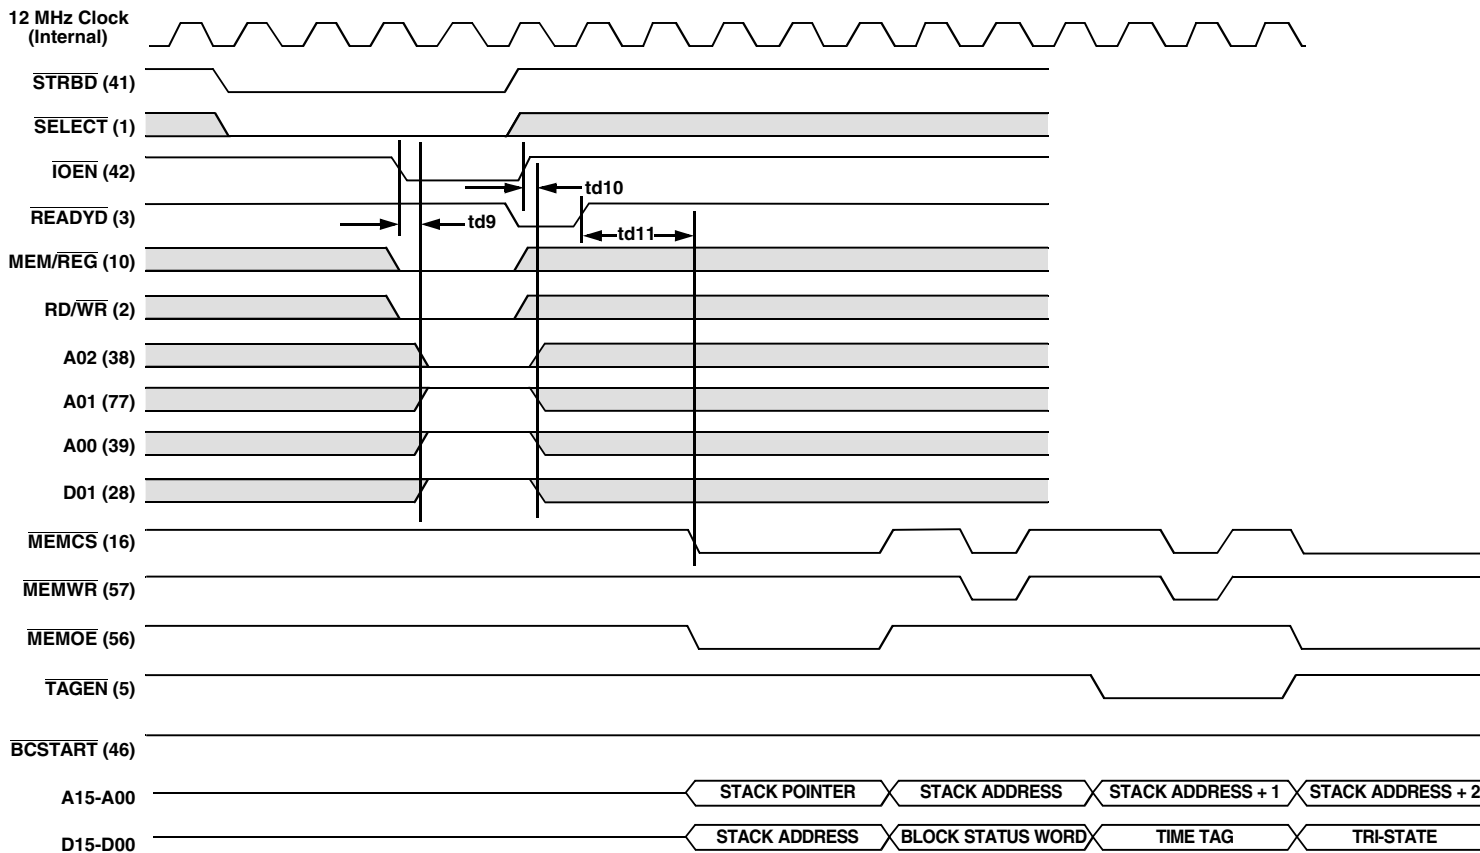 12 MHz Clock
(Internal)
STRBD (41)
SELECT (1)
IOEN (42)
td10
READYD (3)
td9
td11
MEM/REG (10)
RD/WR (2)
A02 (38)
A01 (77)
A00 (39)
D01 (28)
MEMCS (16)
MEMWR (57)
MEMOE (56)
TAGEN (5)
BCSTART (46)
A15-A00 STACK POINTER STACK ADDRESS STACK ADDRESS + 1 STACK ADDRESS + 2
D15-D00 STACK ADDRESS BLOCK STATUS WORD TIME TAG TRI-STATE